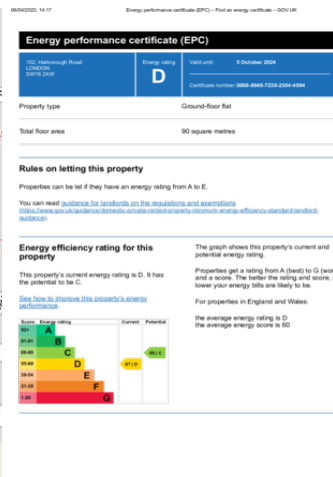 06/04/2023, 14:17
Energy performance certificate (EPC) – Find an energy certificate – GOV.UK
Energy performance certificate (EPC)
102, Harborough Road
LONDON
SW16 2XW
Energy rating
D
Valid until:
5 October 2024
Certificate number:
Property type
Ground-floor flat
Total floor area
90 square metres
Rules on letting this property
Properties can be let if they have an energy rating from A to E.
You can read guidance for landlords on the regulations and exemptions
(https://www.gov.uk/guidance/domestic-private-rented-property-minimum-energy-efficiency-standard-landlord-
guidance).
Energy efficiency rating for this
property
This property's current energy rating is D. It has
the potential to be C.
See how to improve this property's energy
performance.
The graph shows this property's current and
potential energy rating.
Properties get a rating from A (best) to G (wor
and a score. The better the rating and score,
lower your energy bills are likely to be.
For properties in England and Wales:
the average energy rating is D
the average energy score is 60
Score Energy rating Current Potential
92+ A
81-91 B
69-80 C
55-68 D 67 | D
39-54 E
21-38 F
1-20 G